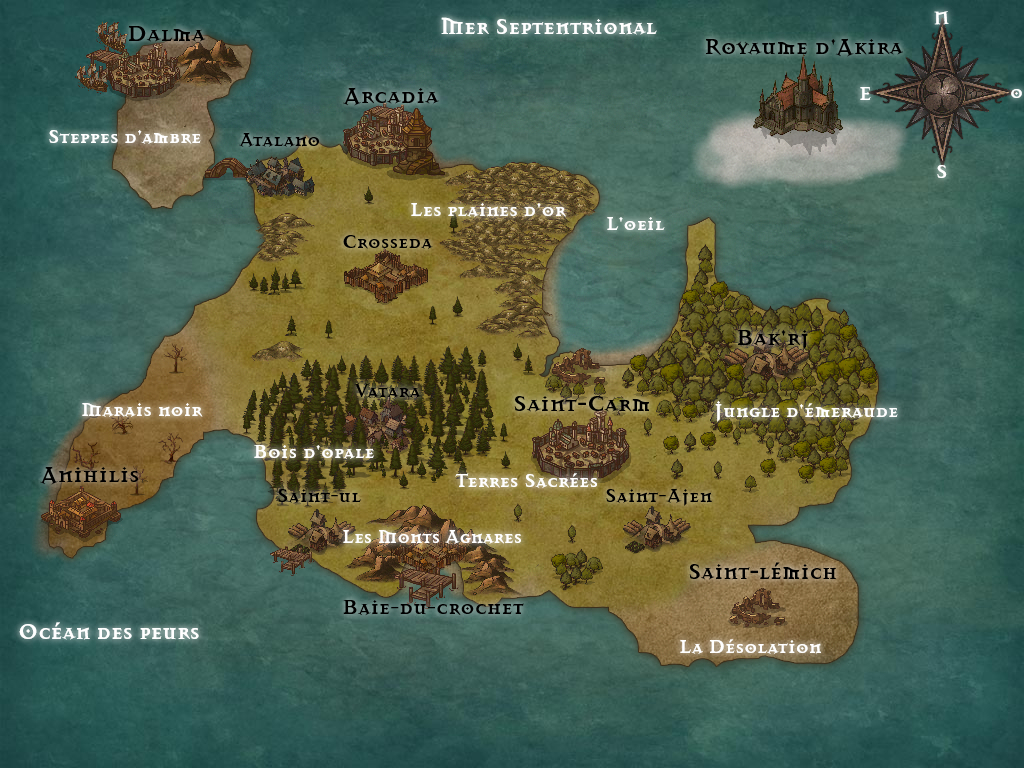 Mer Septentrional
Dalma
Royaume d'Akira
N
E
O
S
Arcadia
Steppes d'ambre
Atalano
Les plaines d'or
L'oeil
Crosseda
Bak'rj
Vatara
Saint-Carm
Marais noir
Jungle d'émeraude
Bois d'opale
Anihilis
Terres Sacrées
Saint-ul
Saint-Ajen
Les Monts Agnares
Saint-lémich
Baie-du-crochet
Océan des peurs
La Désolation